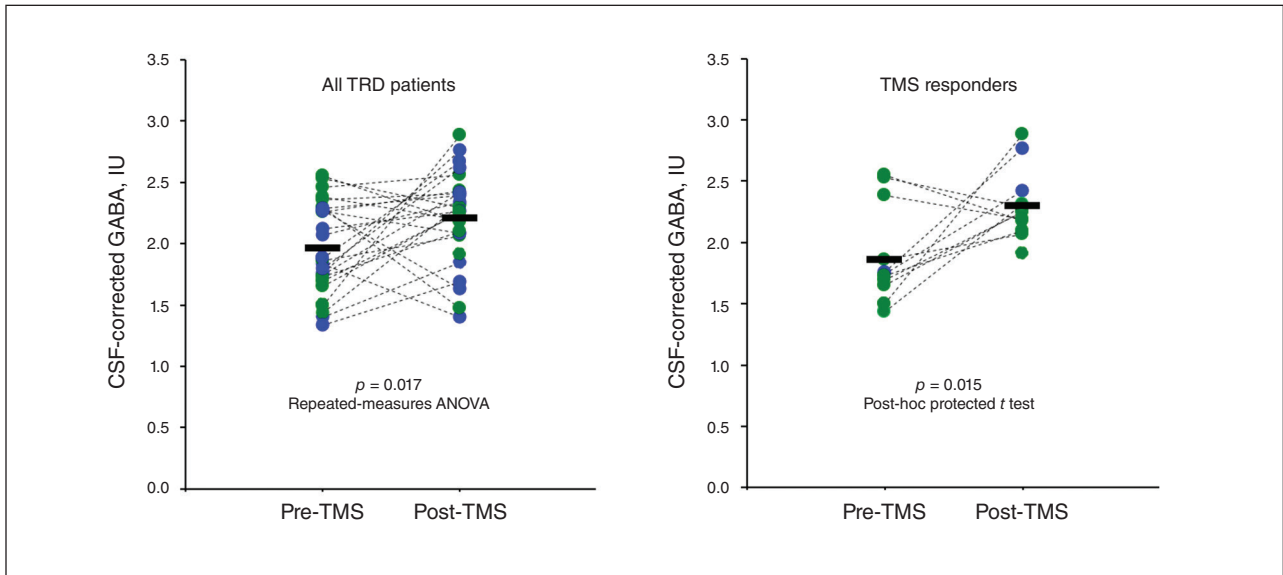 3.5
3.0
2.5
2.0
1.5
1.0
0.5
0.0
CSF-corrected GABA, IU
All TRD patients
p = 0.017
Repeated-measures ANOVA
Pre-TMS Post-TMS
3.5
3.0
2.5
2.0
1.5
1.0
0.5
0.0
CSF-corrected GABA, IU
TMS responders
p = 0.015
Post-hoc protected t test
Pre-TMS Post-TMS